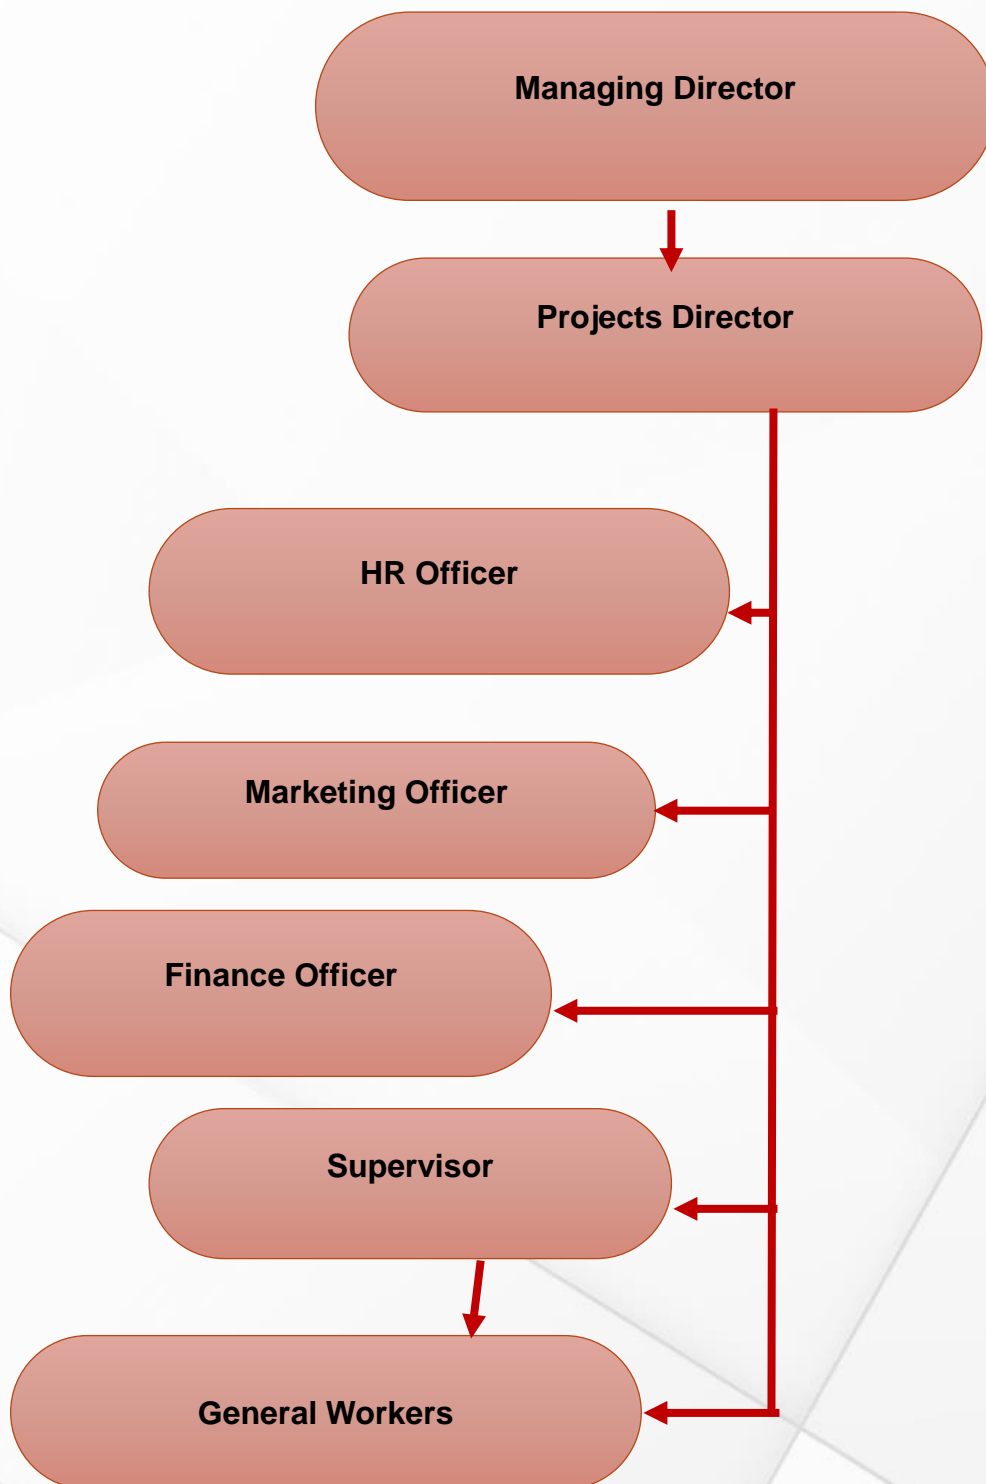 Managing Director
Projects Director
HR Officer
Marketing Officer
Finance Officer
Supervisor
General Workers